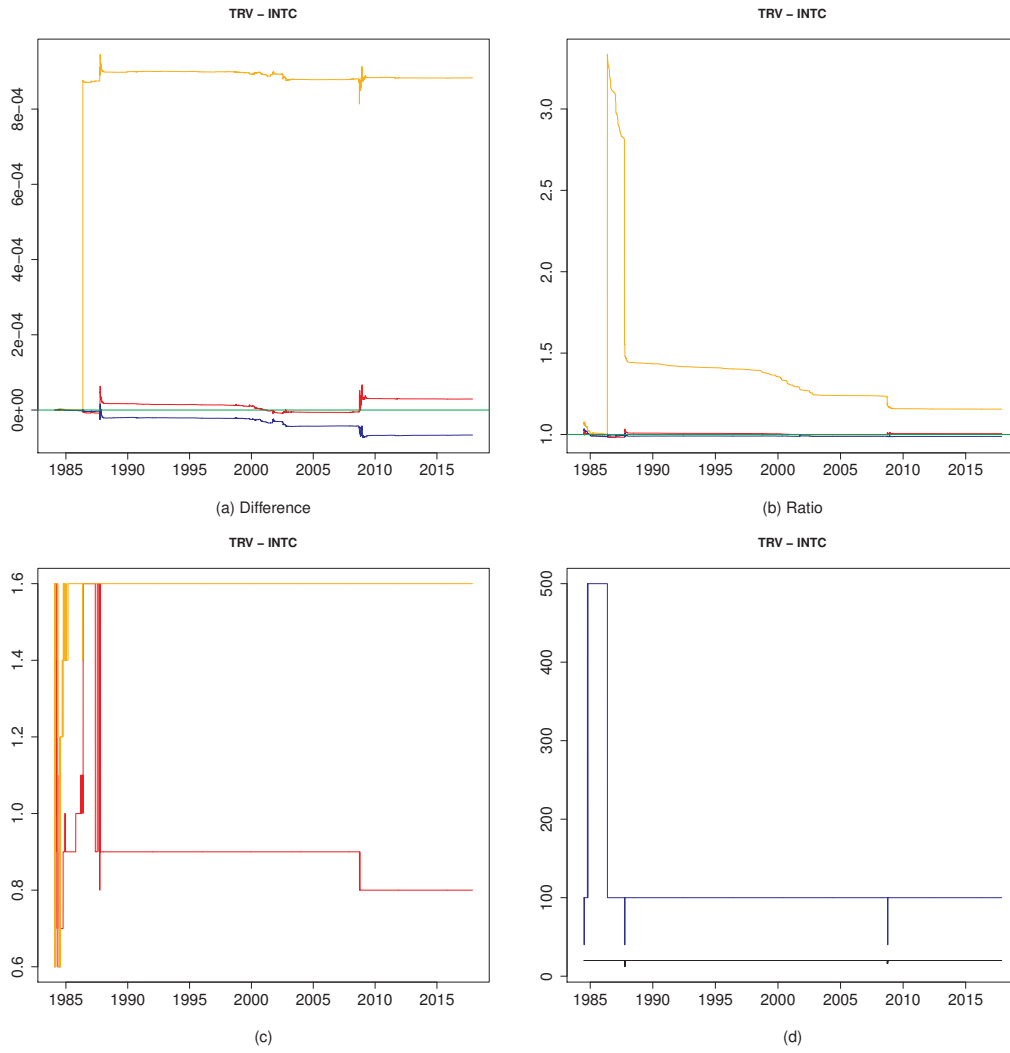 TRV – INTC
0e+00 2e−04 4e−04 6e−04 8e−04
1985 1990 1995 2000 2005 2010 2015
(a) Difference
TRV – INTC
1.0 1.5 2.0 2.5 3.0
1985 1990 1995 2000 2005 2010 2015
(b) Ratio
TRV – INTC
0.6 0.8 1.0 1.2 1.4 1.6
1985 1990 1995 2000 2005 2010 2015
(c)
TRV – INTC
0 100 200 300 400 500
1985 1990 1995 2000 2005 2010 2015
(d)